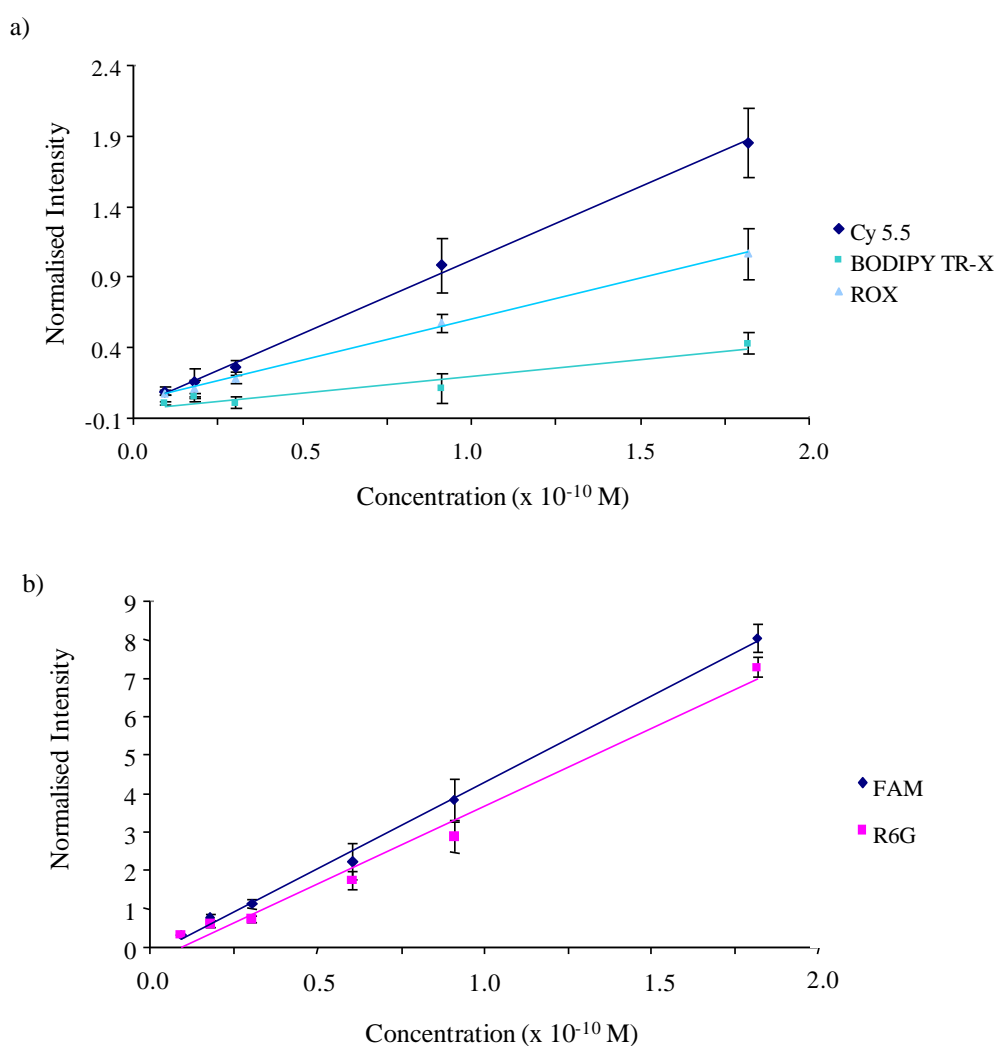 a)
2.4
1.9
1.4
0.9
0.4
-0.1
Normalised Intensity
0.0 0.5 1.0 1.5 2.0
Concentration (x 10-10 M)
Cy 5.5
BODIPY TR-X
ROX
b)
9
8
7
6
5
4
3
2
1
0
Normalised Intensity
0.0 0.5 1.0 1.5 2.0
Concentration (x 10-10 M)
FAM
R6G